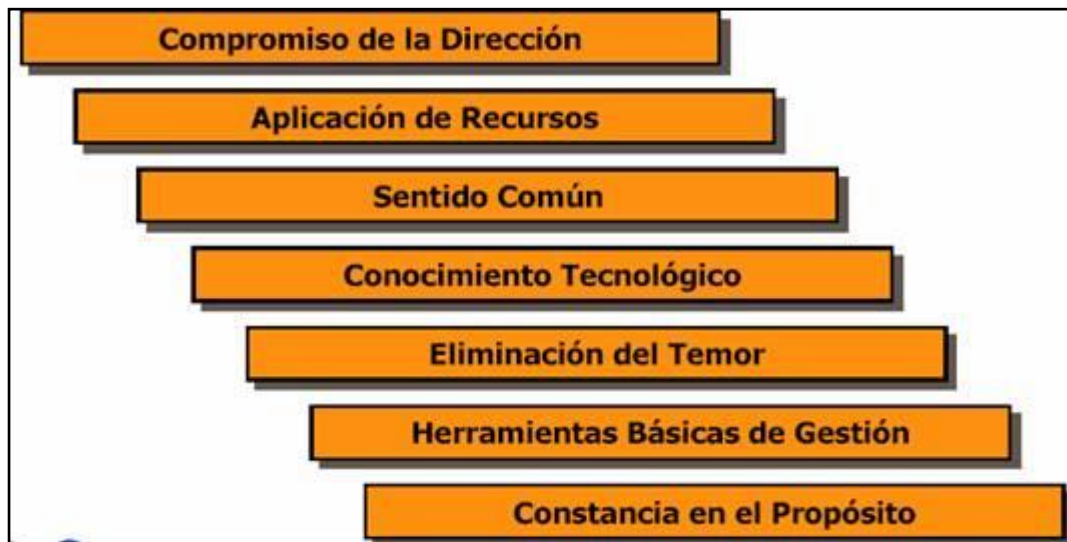 Compromiso de la Dirección
Aplicación de Recursos
Sentido Común
Conocimiento Tecnológico
Eliminación del Temor
Herramientas Básicas de Gestión
Constancia en el Propósito